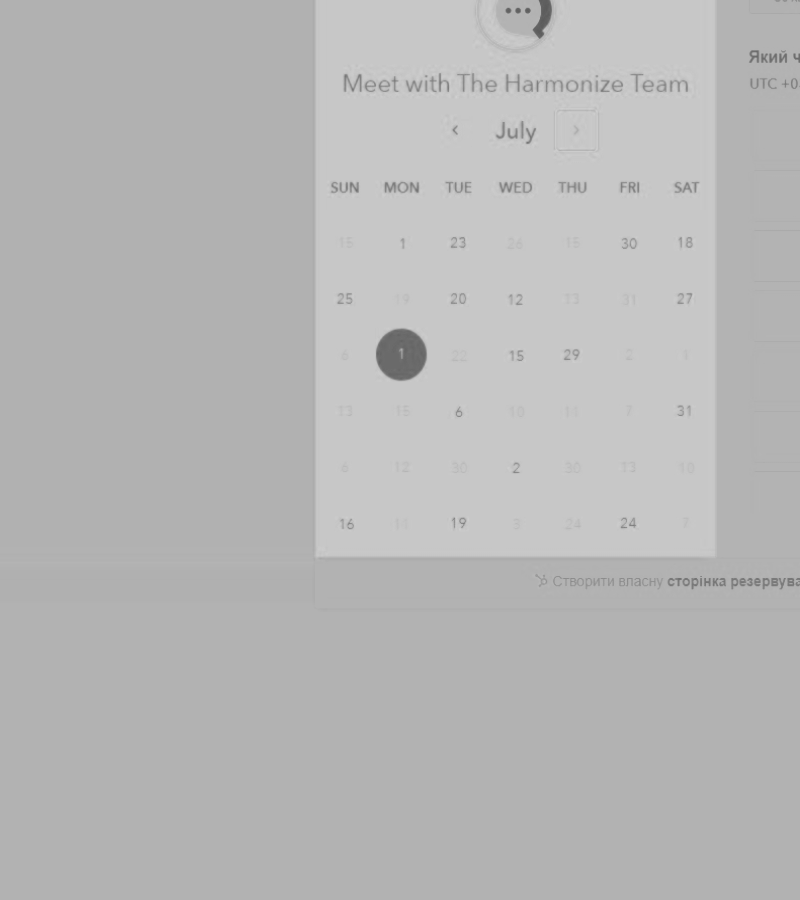 Meet with The Harmonize Team
July
SUN MON TUE WED THU FRI SAT
15 1 23 26 15 30 18
25 19 20 12 13 31 27
6 1 22 15 29 2 1
13 15 6 10 11 7 31
6 12 30 2 30 13 10
16 11 19 3 24 24 7
Який ч
UTC +0
Створити власну сторінка резервува